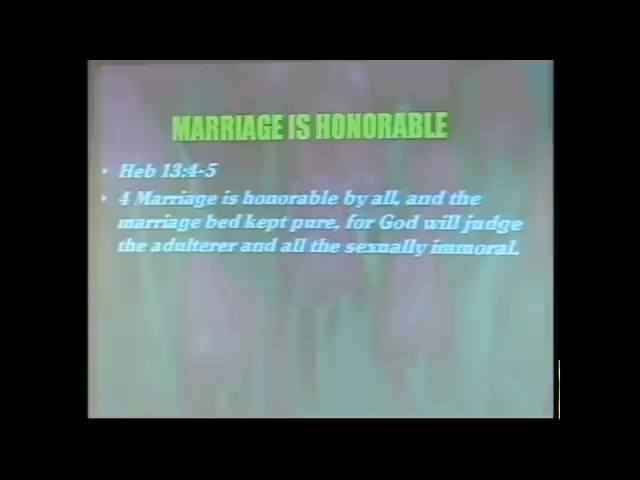 MARRIAGE IS HONORABLE
• Heb 13:4-5
• 4 Marriage is honorable by all, and the
marriage bed kept pure, for God will judge
the adulterer and all the sexually immoral.